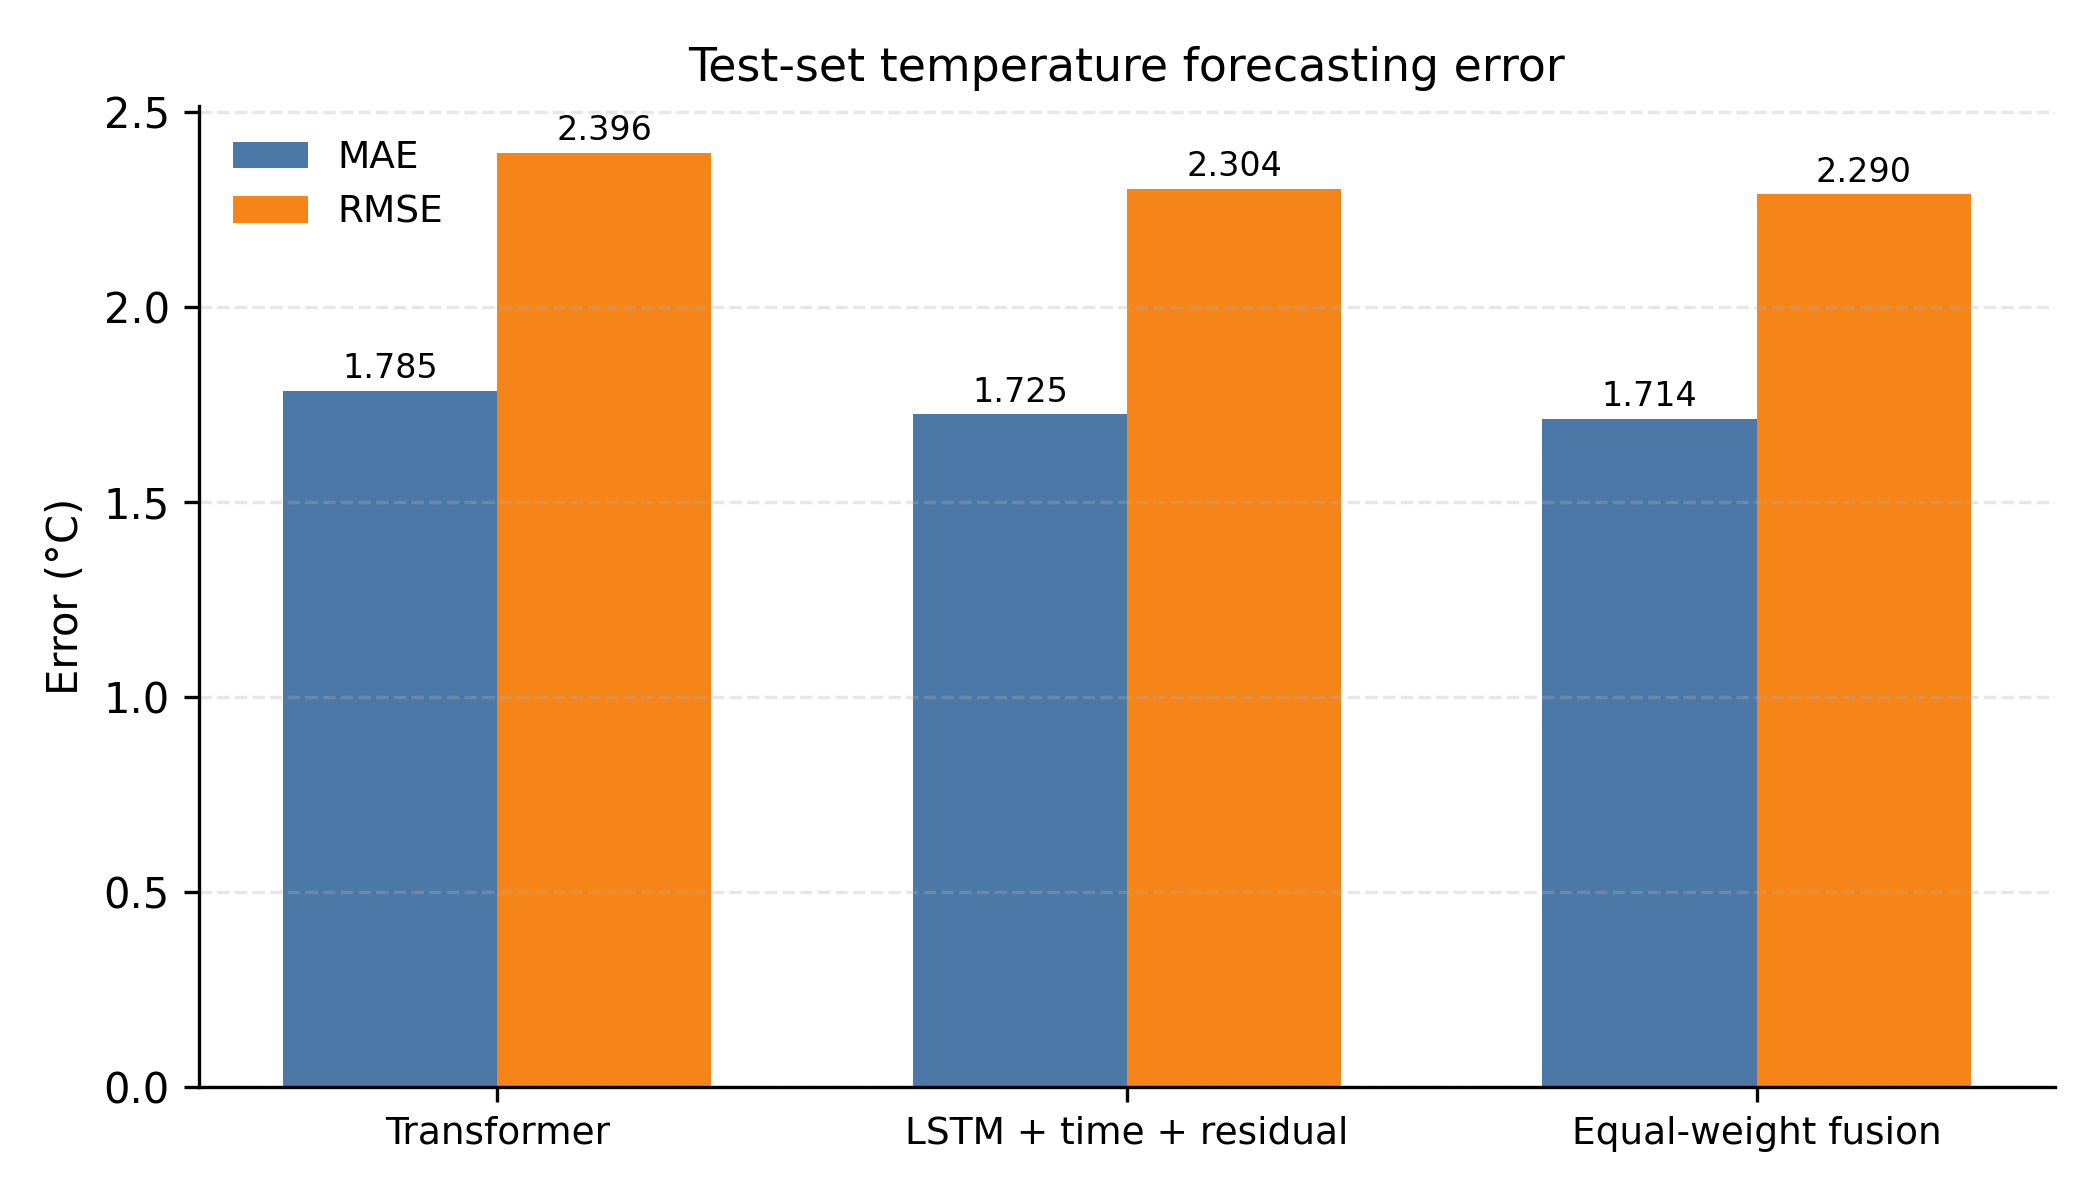 Test-set temperature forecasting error
2.5
2.0
1.5
1.0
0.5
0.0
Error (°C)
MAE
RMSE
1.785
2.396
1.725
2.304
1.714
2.290
Transformer
LSTM + time + residual
Equal-weight fusion